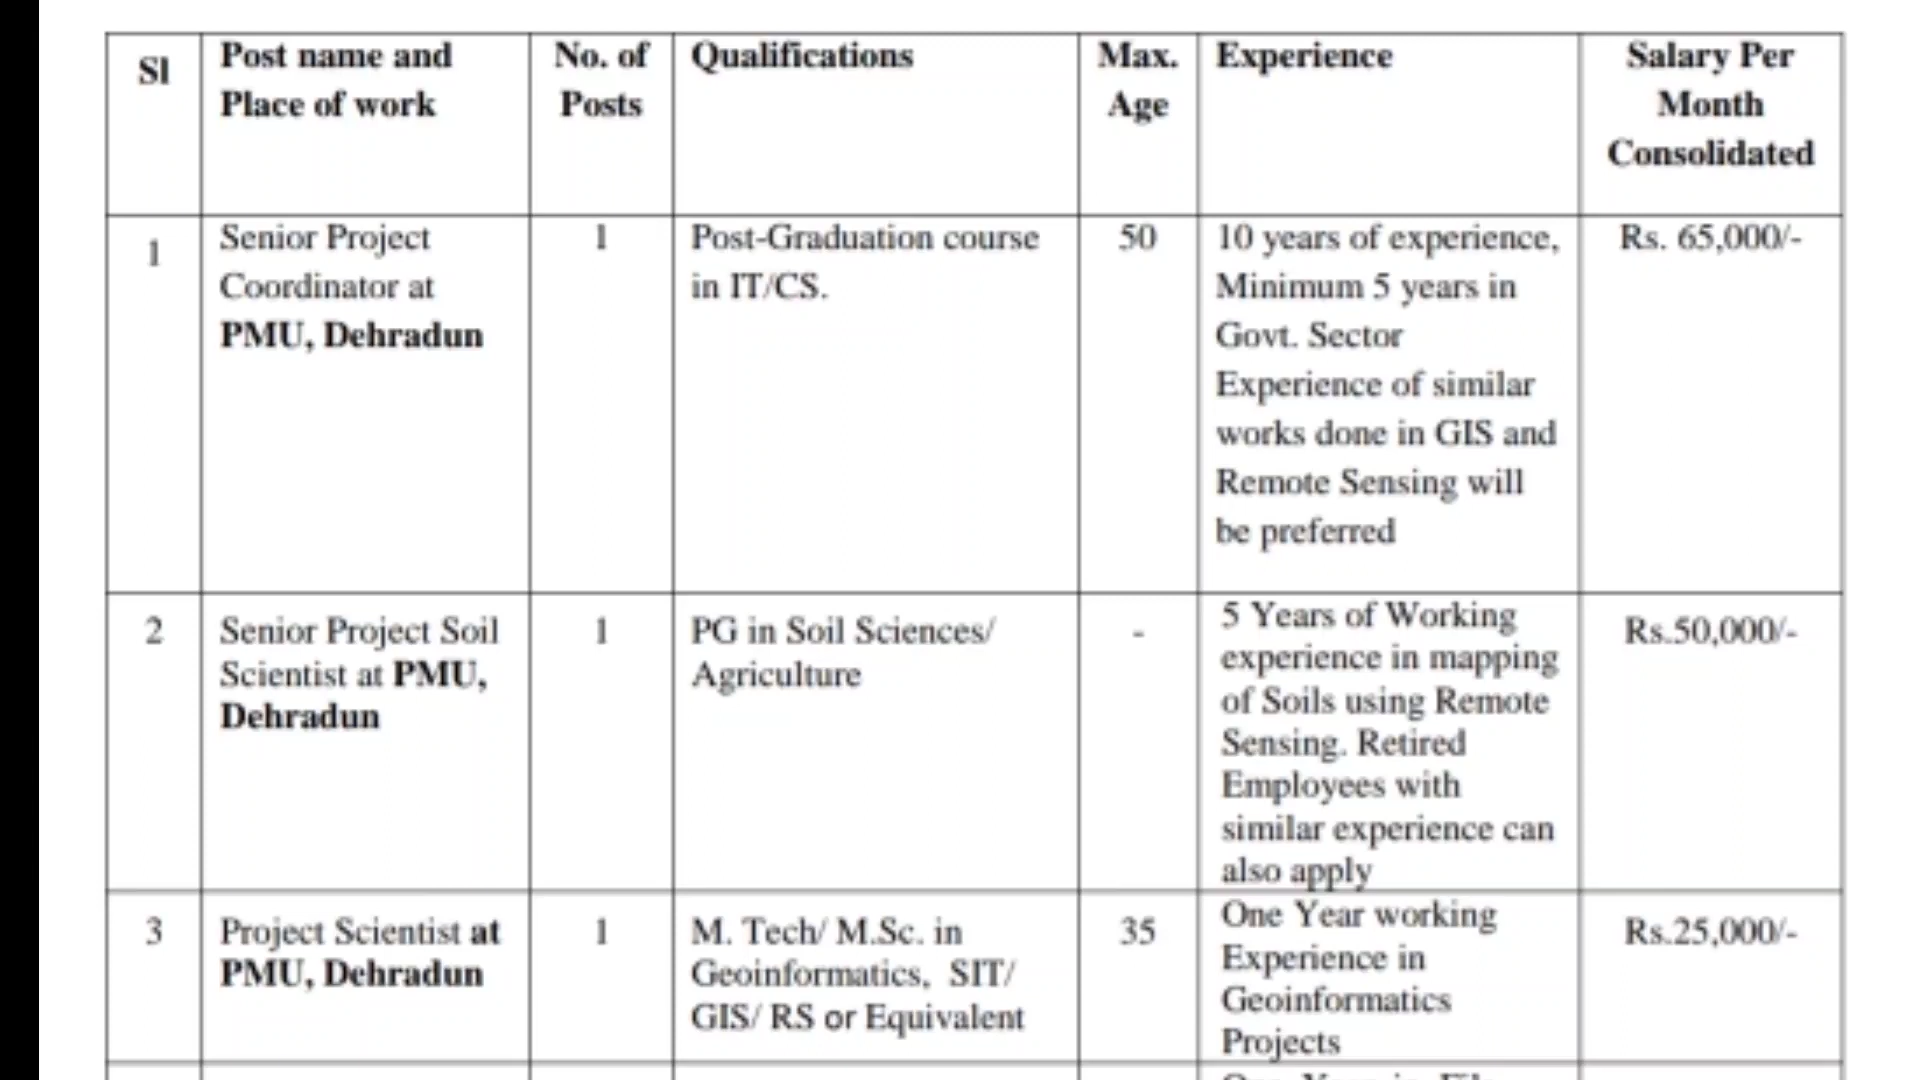 Sl
Post name and
Place of work
No. of
Posts
Qualifications
Max.
Age
Experience
Salary Per
Month
Consolidated
1
Senior Project
Coordinator at
PMU, Dehradun
1
Post-Graduation course
in IT/CS.
50
10 years of experience,
Minimum 5 years in
Govt. Sector
Experience of similar
works done in GIS and
Remote Sensing will
be preferred
Rs. 65,000/-
2
Senior Project Soil
Scientist at PMU,
Dehradun
1
PG in Soil Sciences/
Agriculture
-
5 Years of Working
experience in mapping
of Soils using Remote
Sensing. Retired
Employees with
similar experience can
also apply
Rs.50,000/-
3
Project Scientist at
PMU, Dehradun
1
M. Tech/ M.Sc. in
Geoinformatics, SIT/
GIS/ RS or Equivalent
35
One Year working
Experience in
Geoinformatics
Projects
Rs.25,000/-